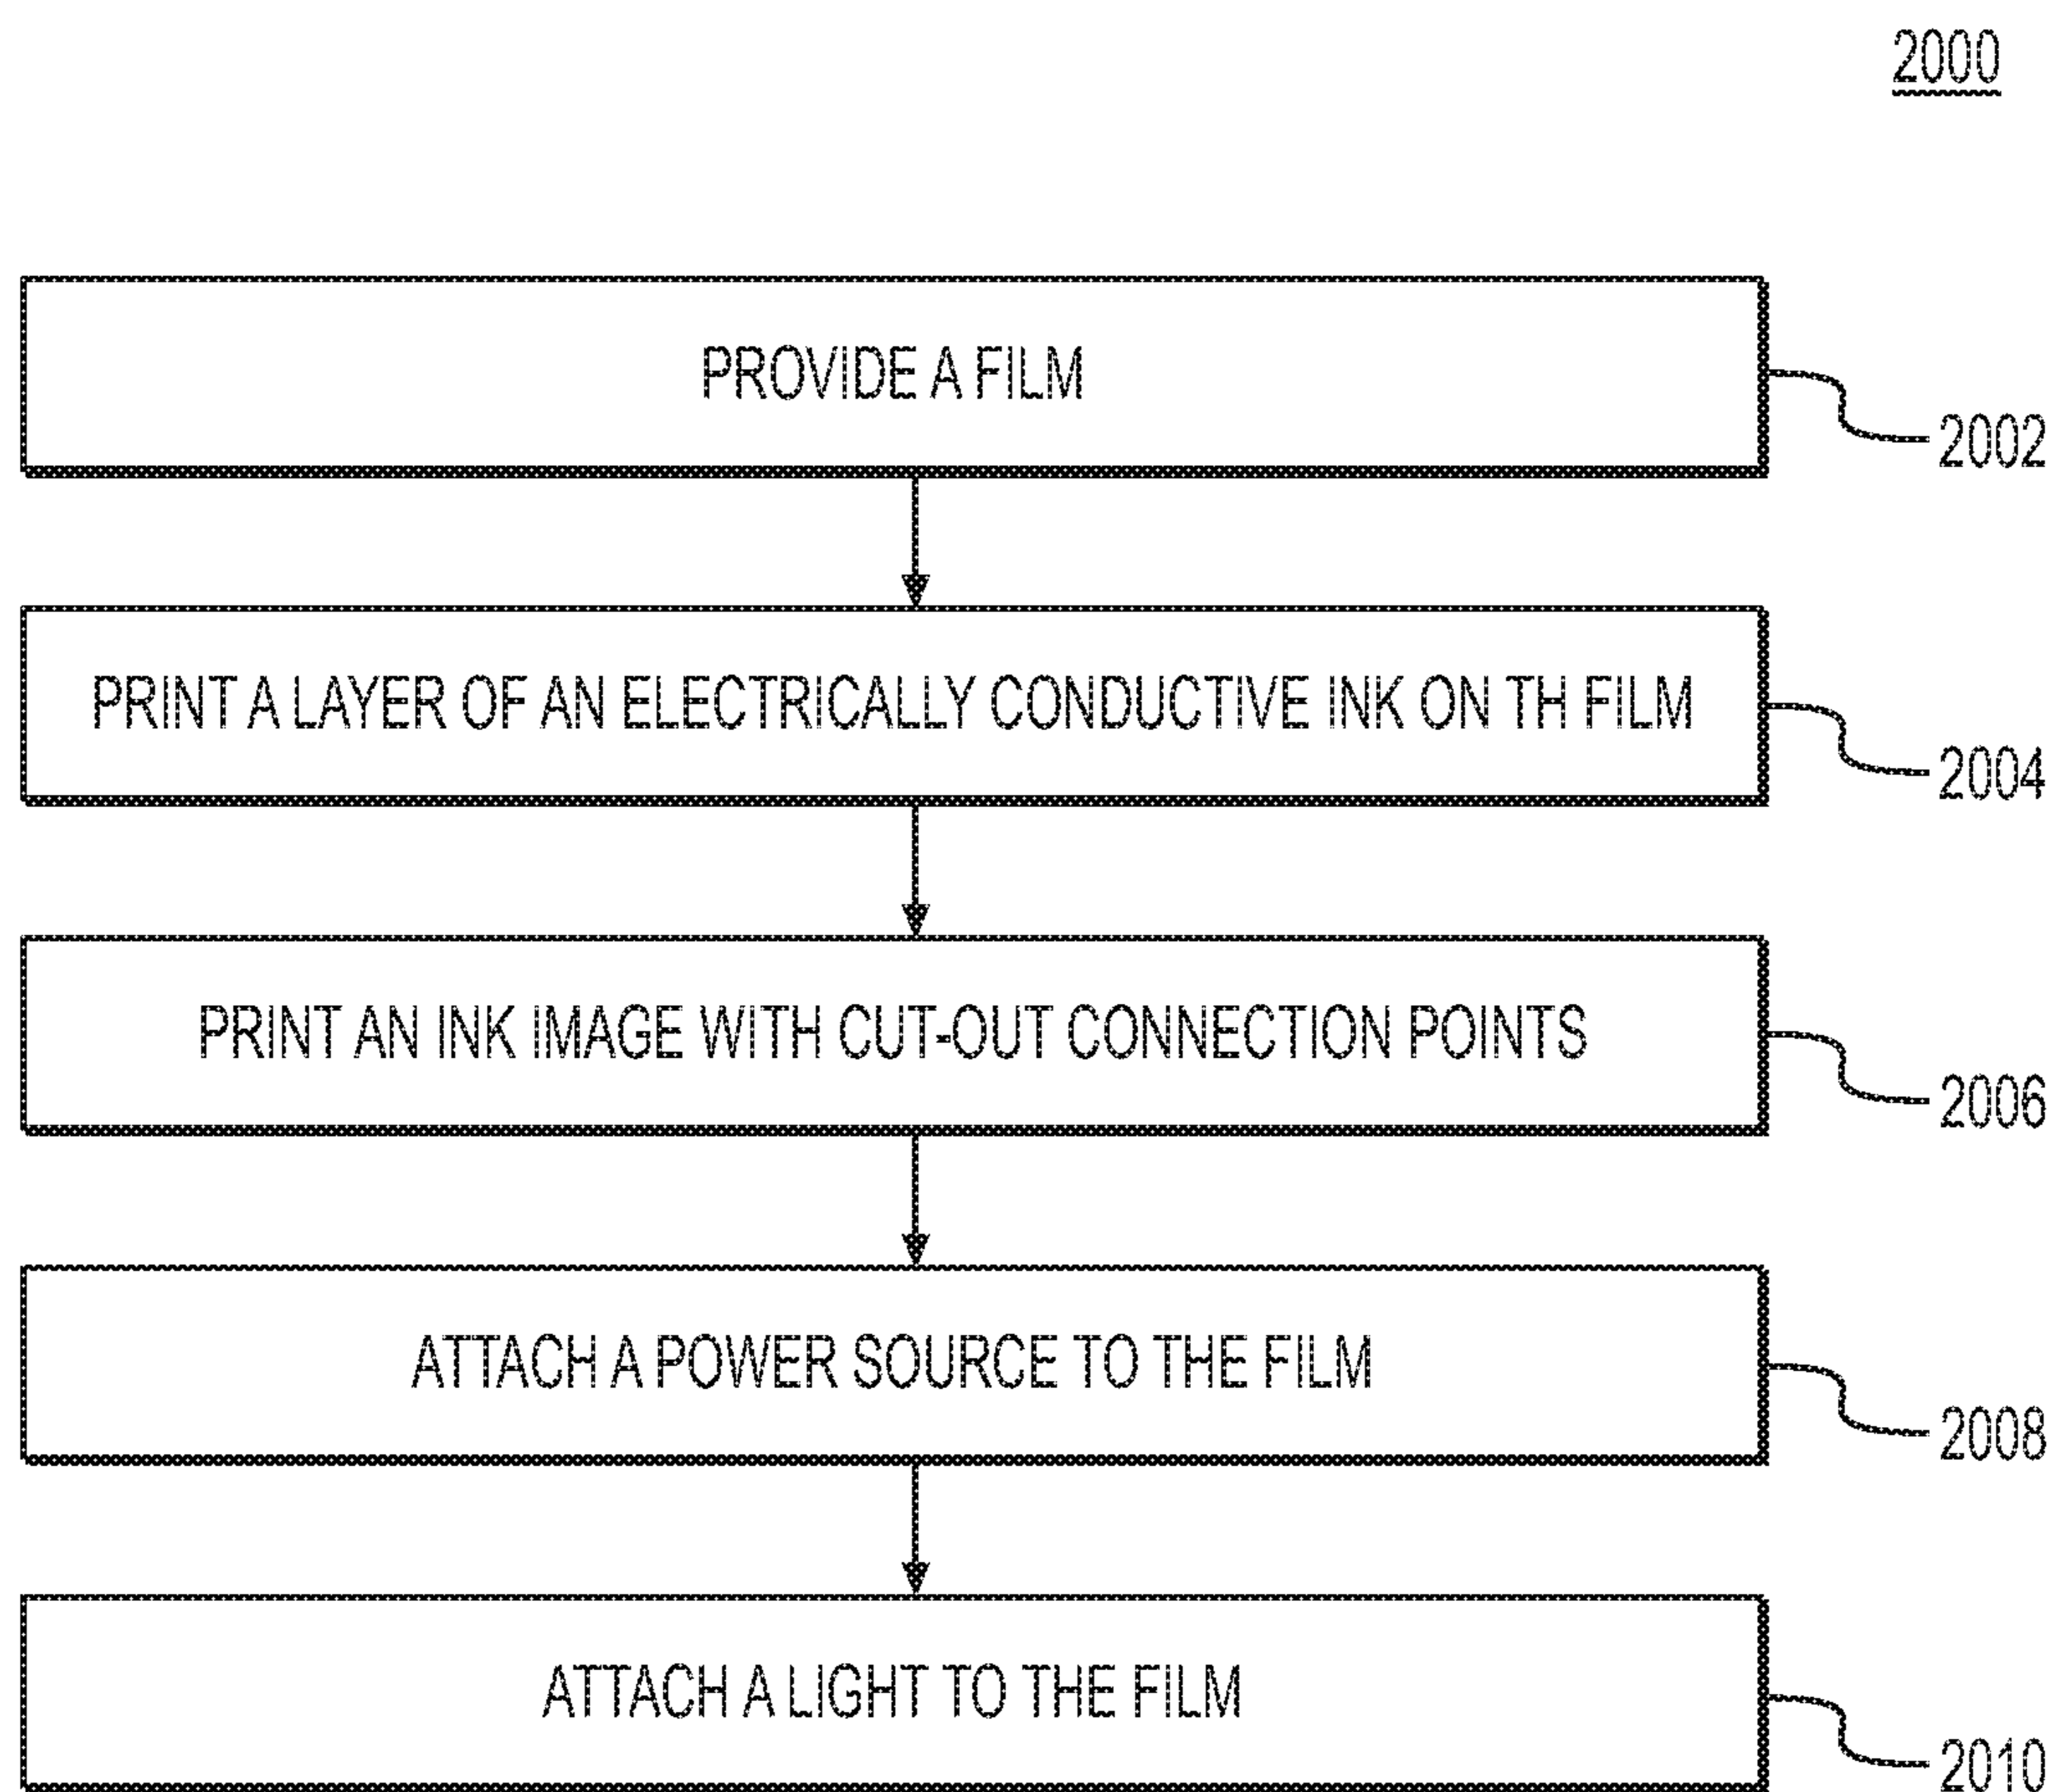 2000
PROVIDE A FILM
2002
PRINT A LAYER OF AN ELECTRICALLY CONDUCTIVE INK ON TH FILM
2004
PRINT AN INK IMAGE WITH CUT-OUT CONNECTION POINTS
2006
ATTACH A POWER SOURCE TO THE FILM
2008
ATTACH A LIGHT TO THE FILM
2010